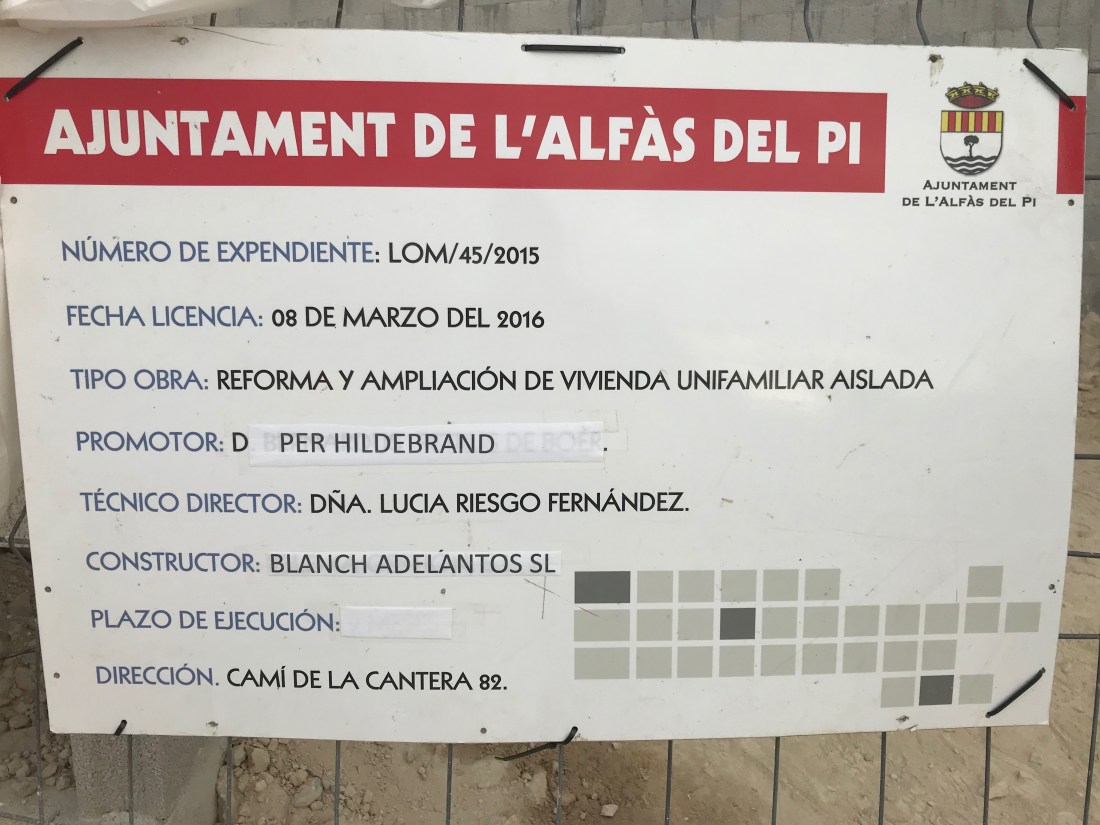 AJUNTAMENT DE L'ALFÀS DEL PI
AJUNTAMENT
DE L'ALFÀS DEL PI
NÚMERO DE EXPENDIENTE: LOM/45/2015
FECHA LICENCIA: 08 DE MARZO DEL 2016
TIPO OBRA: REFORMA Y AMPLIACIÓN DE VIVIENDA UNIFAMILIAR AISLADA
PROMOTOR: D. PER HILDEBRAND DE BOER.
TÉCNICO DIRECTOR: DÑA. LUCIA RIESGO FERNÁNDEZ.
CONSTRUCTOR: BLANCH ADELANTOS SL
PLAZO DE EJECUCIÓN:
DIRECCIÓN. CAMÍ DE LA CANTERA 82.